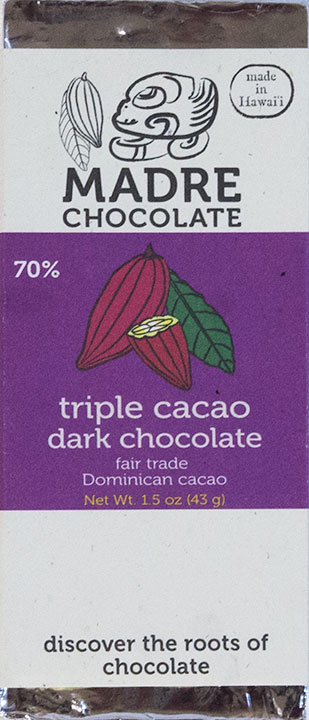 made
in
Hawai'i
MADRE
CHOCOLATE
70%
triple cacao
dark chocolate
fair trade
Dominican cacao
Net Wt. 1.5 oz (43 g)
discover the roots of
chocolate